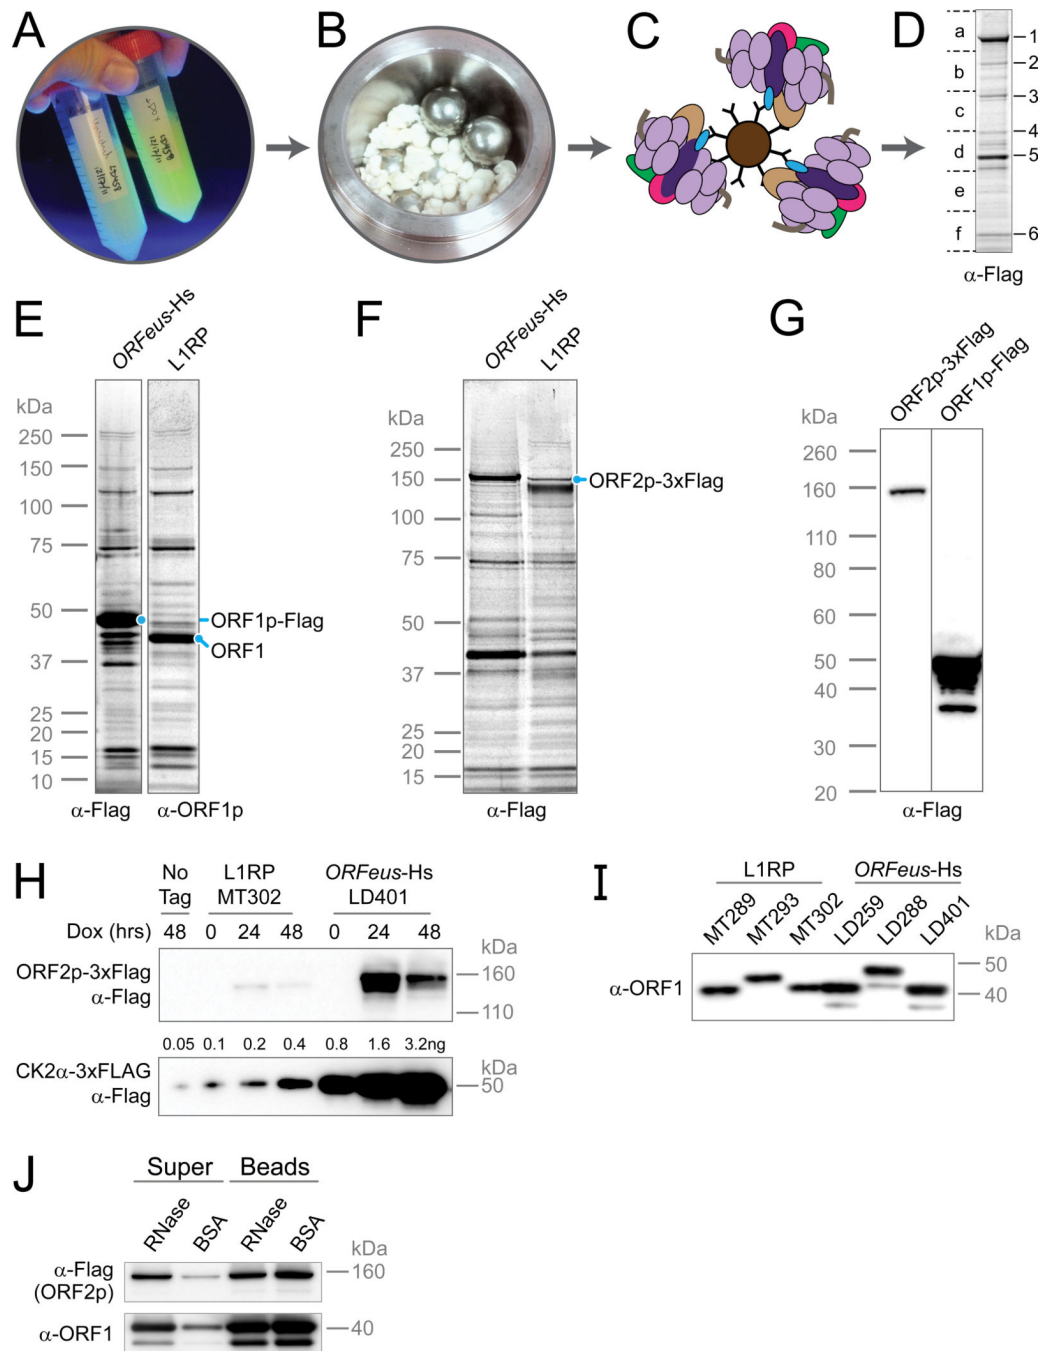 A
B
C
D
a
b
c
d
e
f
1
2
3
4
5
6
α-Flag
E
ORFeus-Hs
L1RP
kDa
250
150
100
75
50
37
25
20
15
10
ORF1p-Flag
ORF1
α-Flag
α-ORF1p
F
ORFeus-Hs
L1RP
kDa
250
150
100
75
50
37
25
20
15
ORF2p-3xFlag
α-Flag
G
ORF2p-3xFlag
ORF1p-Flag
kDa
260
160
110
80
60
50
40
30
20
α-Flag
H
No Tag
L1RP MT302
ORFeus-Hs LD401
Dox (hrs) 48 0 24 48 0 24 48
kDa
ORF2p-3xFlag
α-Flag
160
110
0.05 0.1 0.2 0.4 0.8 1.6 3.2ng
kDa
CK2α-3xFLAG
α-Flag
50
I
L1RP
ORFeus-Hs
MT289 MT293 MT302 LD259 LD288 LD401
kDa
50
40
α-ORF1
J
Super Beads
RNase BSA RNase BSA
kDa
α-Flag
(ORF2p)
160
α-ORF1
40